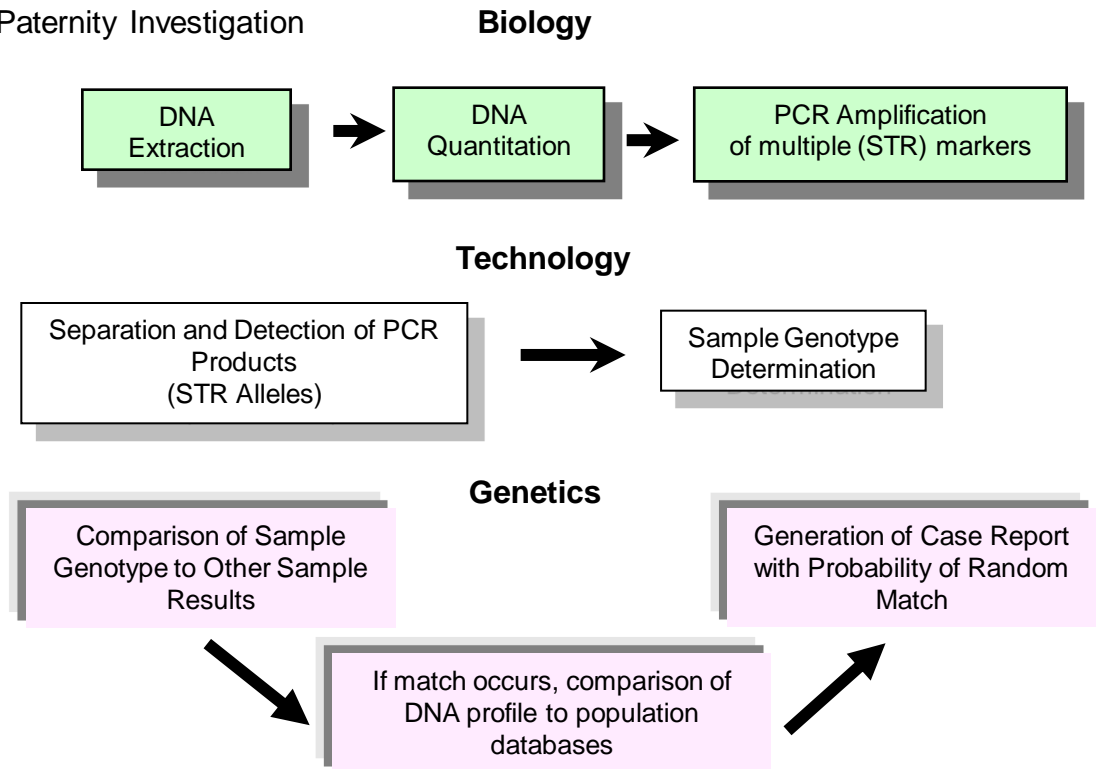 Paternity Investigation
Biology
DNA
Extraction
DNA
Quantitation
PCR Amplification
of multiple (STR) markers
Technology
Separation and Detection of PCR
Products
(STR Alleles)
Sample Genotype
Determination
Genetics
Comparison of Sample
Genotype to Other Sample
Results
If match occurs, comparison of
DNA profile to population
databases
Generation of Case Report
with Probability of Random
Match